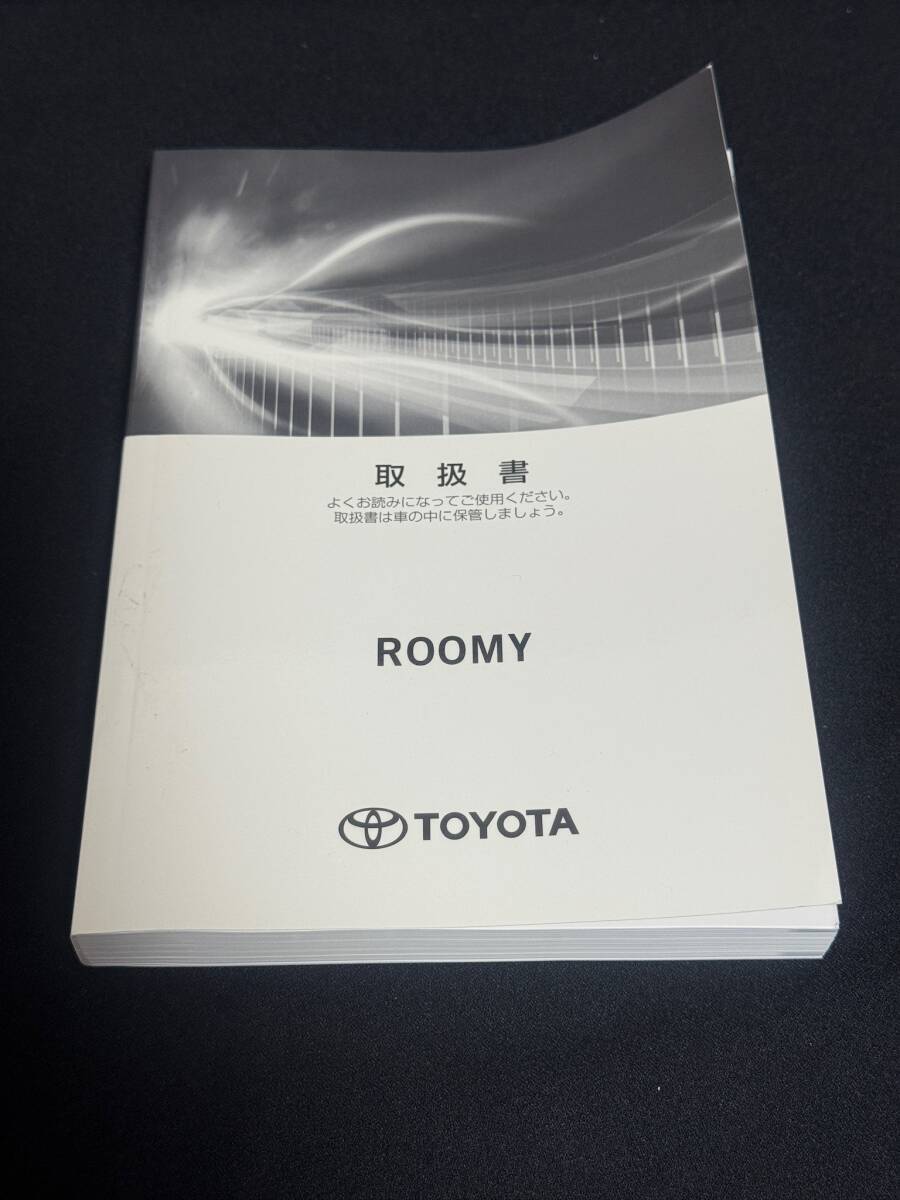 取扱書
よくお読みになってご使用ください。
取扱書は車の中に保管しましょう。
ROOMY
TOYOTA